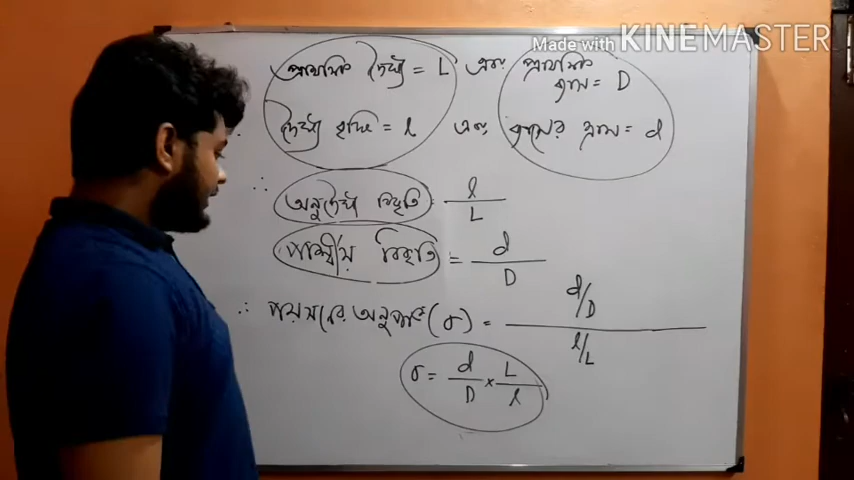 Made with KINEMASTER
প্রাথমিক দৈর্ঘ্য = L এবং প্রাথমিক ব্যাস = D
দৈর্ঘ্য বৃদ্ধি = l এবং ব্যাসের হ্রাস = d
∴ অনুদৈর্ঘ্য বিকৃতি = l/L
পার্শ্বীয় বিকৃতি = d/D
∴ পয়সনের অনুপাত (σ) = (d/D)/(l/L)
σ = d/D × L/l